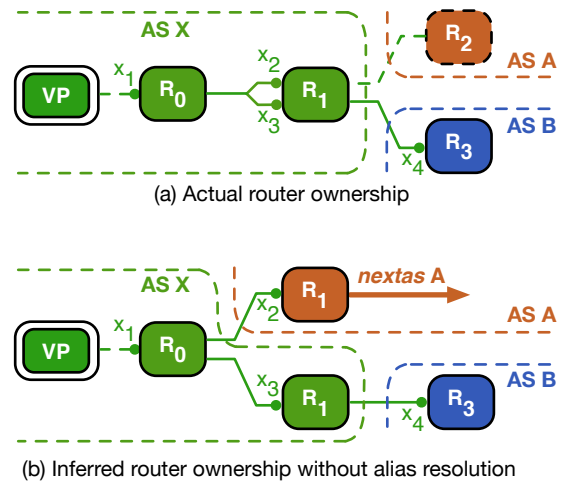 AS X
R2
AS A
x1
x2
VP
R0
R1
x3
AS B
R3
x4
(a) Actual router ownership
AS X
R1
nextas A
x1
x2
AS A
VP
R0
AS B
x3
R1
R3
x4
(b) Inferred router ownership without alias resolution